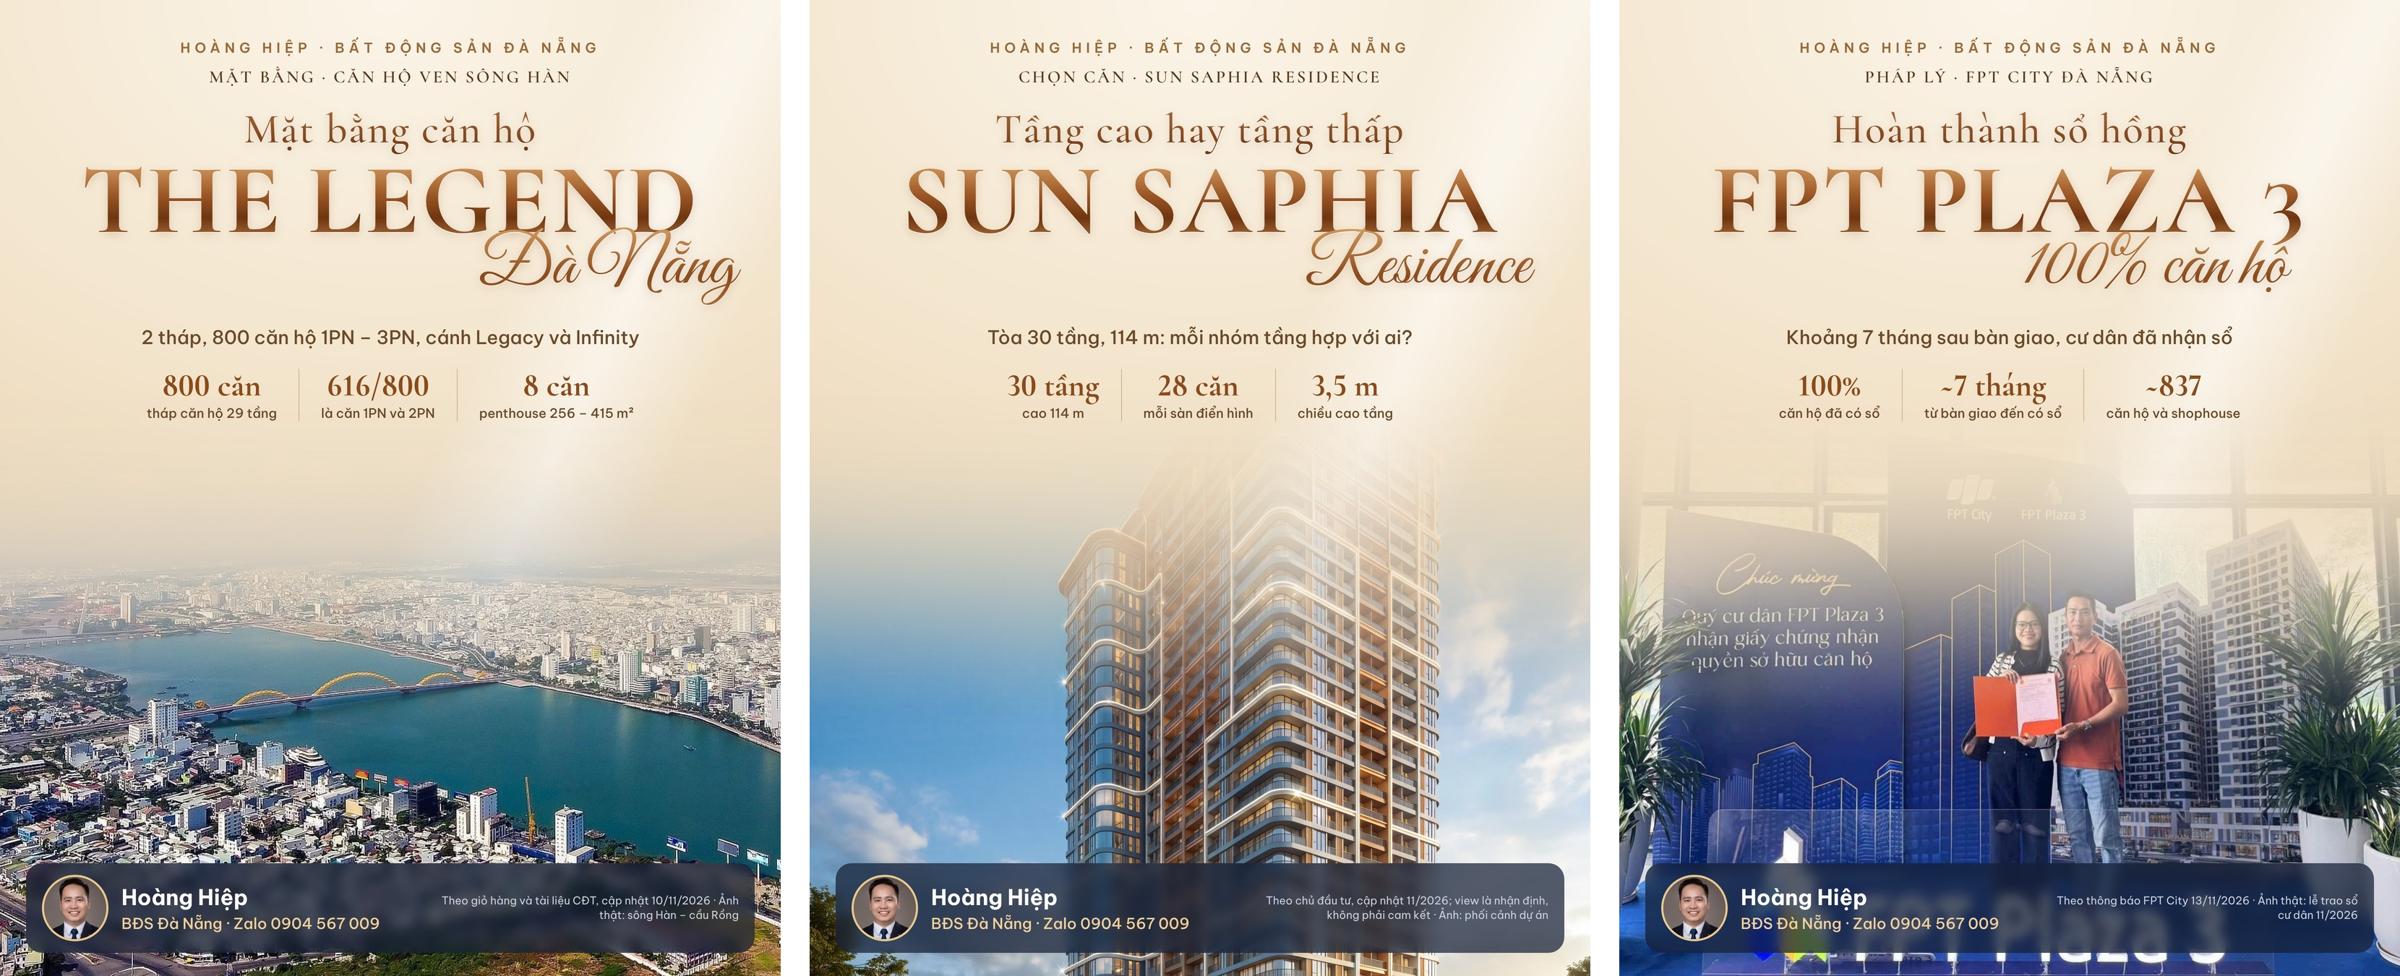 HOÀNG HIỆP · BẤT ĐỘNG SẢN ĐÀ NẴNG
MẶT BẰNG · CĂN HỘ VEN SÔNG HÀN
Mặt bằng căn hộ
THE LEGEND
Đà Nẵng
2 tháp, 800 căn hộ 1PN – 3PN, cánh Legacy và Infinity
800 căn
tháp căn hộ 29 tầng
616/800
là căn 1PN và 2PN
8 căn
penthouse 256 – 415 m²
Hoàng Hiệp
BĐS Đà Nẵng · Zalo 0904 567 009
Theo giỏ hàng và tài liệu CĐT, cập nhật 10/11/2026 · Ảnh
thật: sông Hàn – cầu Rồng
HOÀNG HIỆP · BẤT ĐỘNG SẢN ĐÀ NẴNG
CHỌN CĂN · SUN SAPHIA RESIDENCE
Tầng cao hay tầng thấp
SUN SAPHIA
Residence
Tòa 30 tầng, 114 m: mỗi nhóm tầng hợp với ai?
30 tầng
cao 114 m
28 căn
mỗi sàn điển hình
3,5 m
chiều cao tầng
Hoàng Hiệp
BĐS Đà Nẵng · Zalo 0904 567 009
Theo chủ đầu tư, cập nhật 11/2026; view là nhận định,
không phải cam kết · Ảnh: phối cảnh dự án
HOÀNG HIỆP · BẤT ĐỘNG SẢN ĐÀ NẴNG
PHÁP LÝ · FPT CITY ĐÀ NẴNG
Hoàn thành sổ hồng
FPT PLAZA 3
100% căn hộ
Khoảng 7 tháng sau bàn giao, cư dân đã nhận sổ
100%
căn hộ đã có sổ
~7 tháng
từ bàn giao đến có sổ
~837
căn hộ và shophouse
FPT City
FPT Plaza 3
Chúc mừng
Quý cư dân FPT Plaza 3
nhận giấy chứng nhận
quyền sở hữu căn hộ
Hoàng Hiệp
BĐS Đà Nẵng · Zalo 0904 567 009
Theo thông báo FPT City 13/11/2026 · Ảnh thật: lễ trao sổ
cư dân 11/2026
FPT Plaza 3